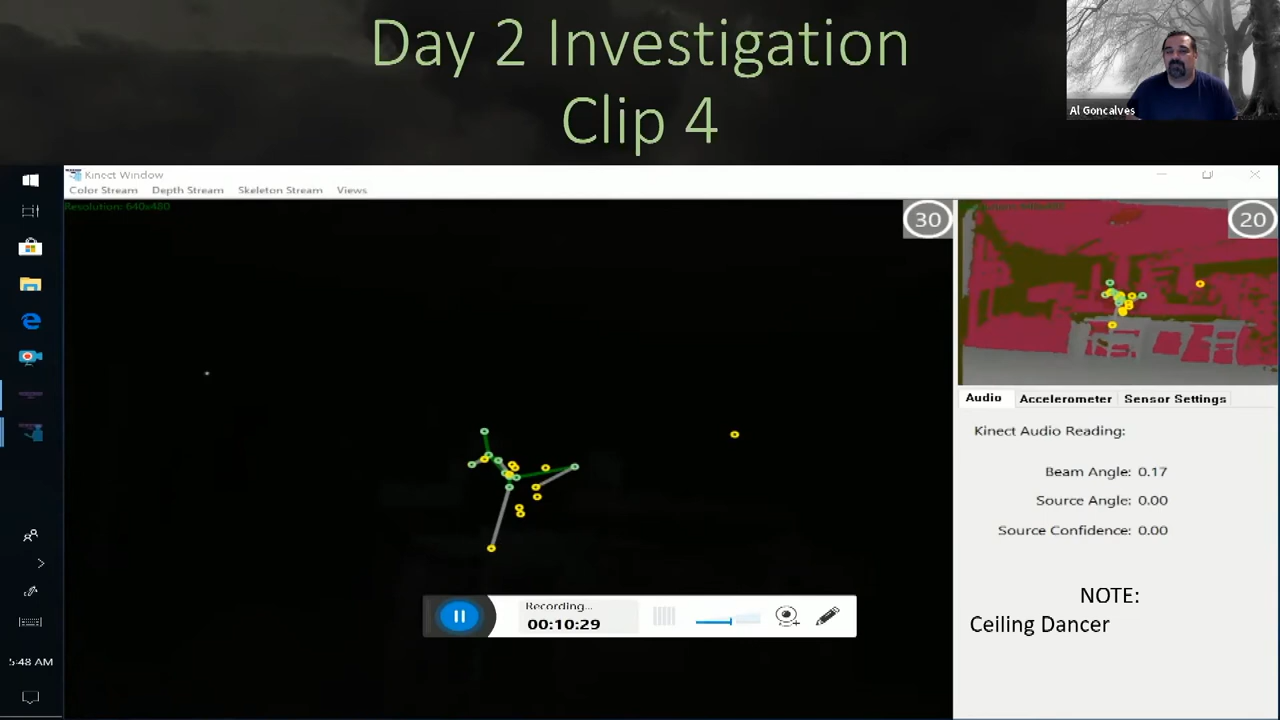 Day 2 Investigation
Clip 4
Al Goncalves
Kinect Window
Color Stream Depth Stream Skeleton Stream Views
Resolution: 640x480
30
20
Audio Accelerometer Sensor Settings
Kinect Audio Reading:
Beam Angle: 0.17
Source Angle: 0.00
Source Confidence: 0.00
Recording...
00:10:29
NOTE:
Ceiling Dancer
5:48 AM